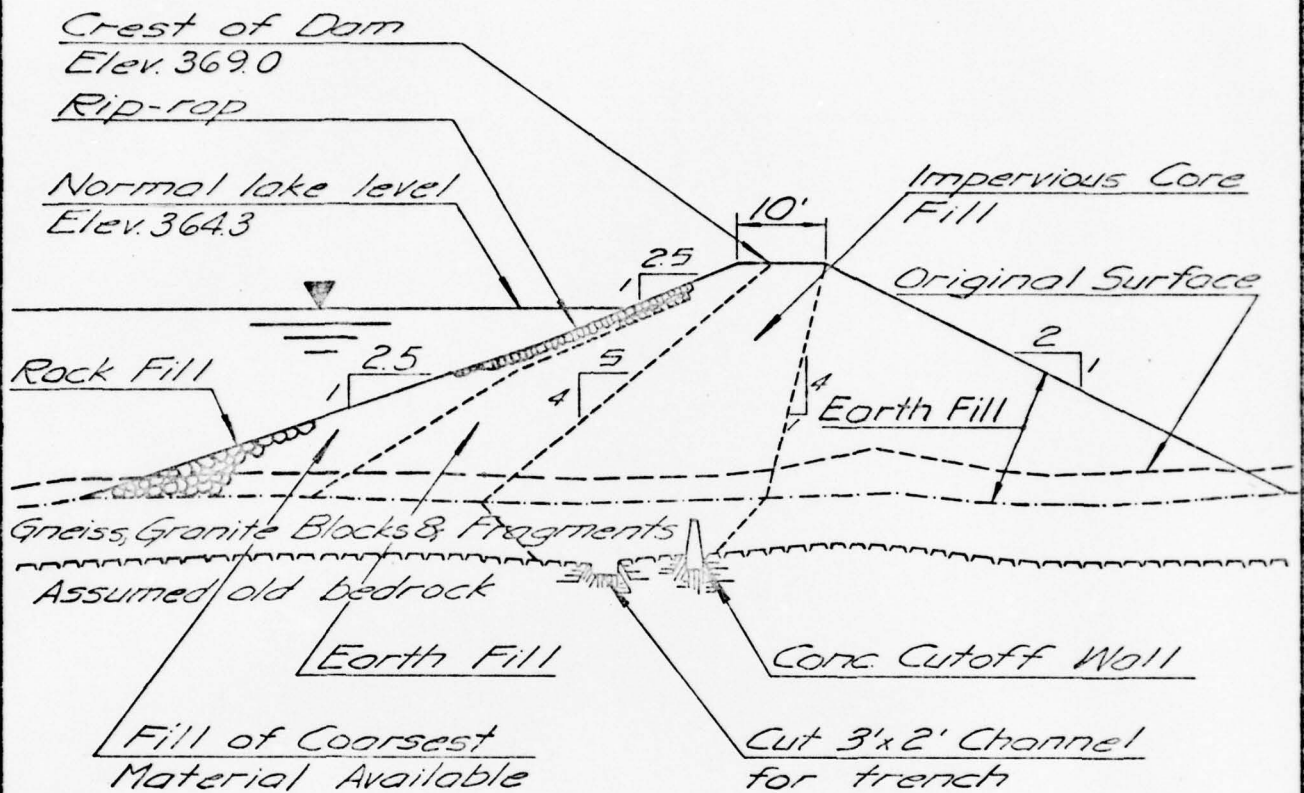 Crest of Dam
Elev. 369.0
Rip-rap
Normal lake level
Elev. 364.3
Impervious Core
Fill
10'
Original Surface
1 2.5
Rock Fill
1 2.5
4 5
4
1
2
1
Earth Fill
Gneiss, Granite Blocks & Fragments
Assumed old bedrock
Earth Fill
Conc. Cutoff Wall
Fill of Coarsest
Material Available
Cut 3'x2' Channel
for trench